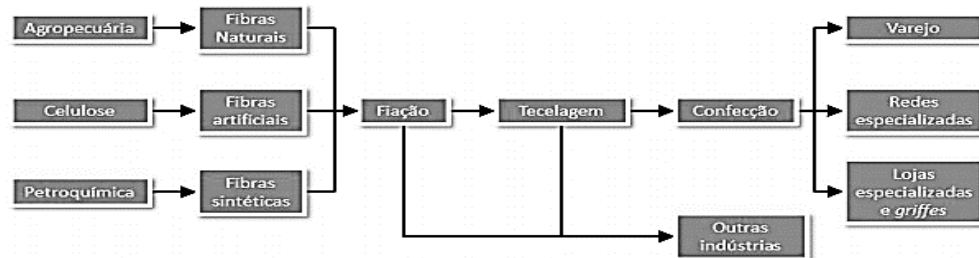 Agropecuária
Fibras
Naturais
Varejo
Celulose
Fibras
artificiais
Fiação
Tecelagem
Confecção
Redes
especializadas
Petroquímica
Fibras
sintéticas
Lojas
especializadas
e griffes
Outras
indústrias